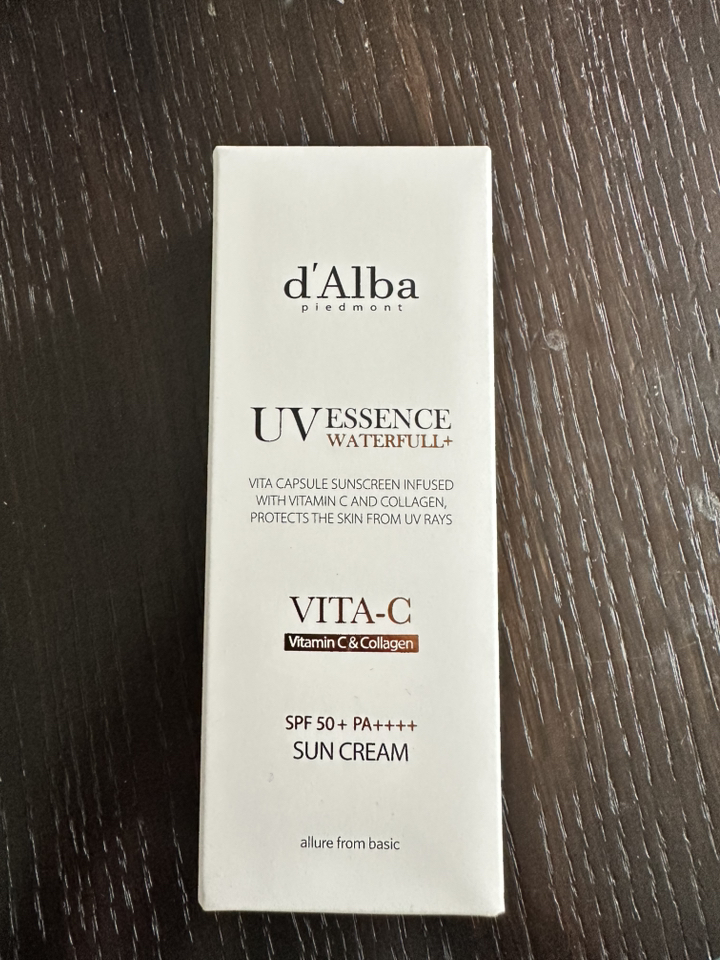 d'Alba
piedmont
UV ESSENCE
WATERFULL+
VITA CAPSULE SUNSCREEN INFUSED
WITH VITAMIN C AND COLLAGEN,
PROTECTS THE SKIN FROM UV RAYS
VITA-C
Vitamin C & Collagen
SPF 50+ PA++++
SUN CREAM
allure from basic